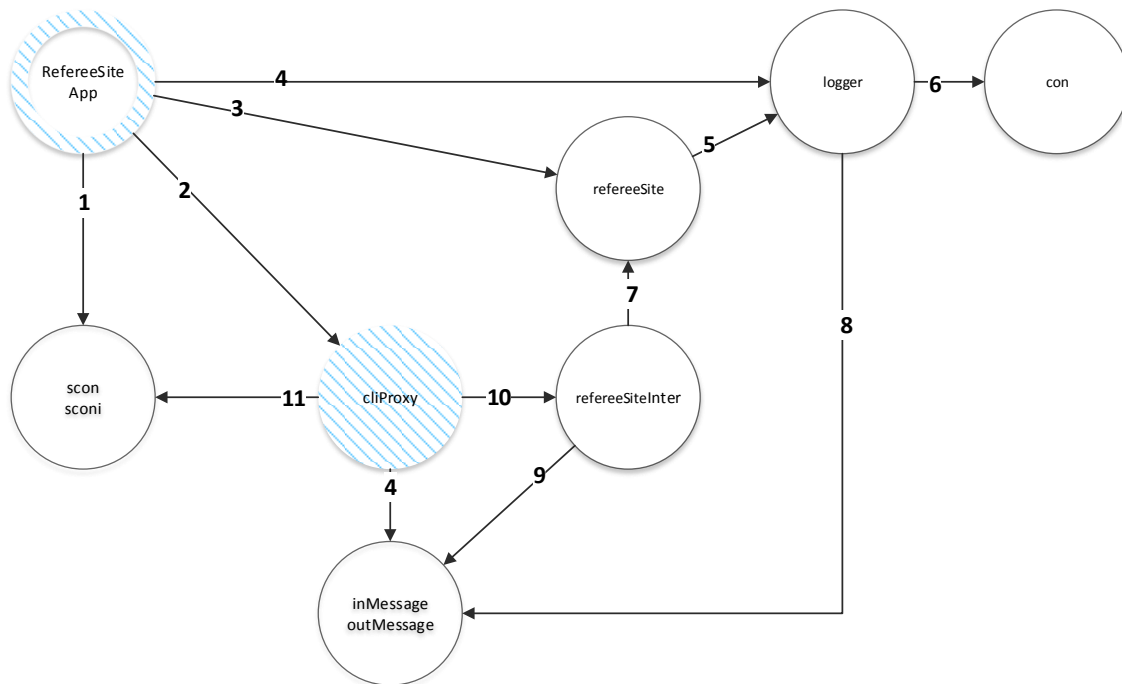 RefereeSite
App
4
logger
6
con
3
5
refereeSite
2
1
7
8
scon
sconi
11
cliProxy
10
refereeSiteInter
9
4
inMessage
outMessage